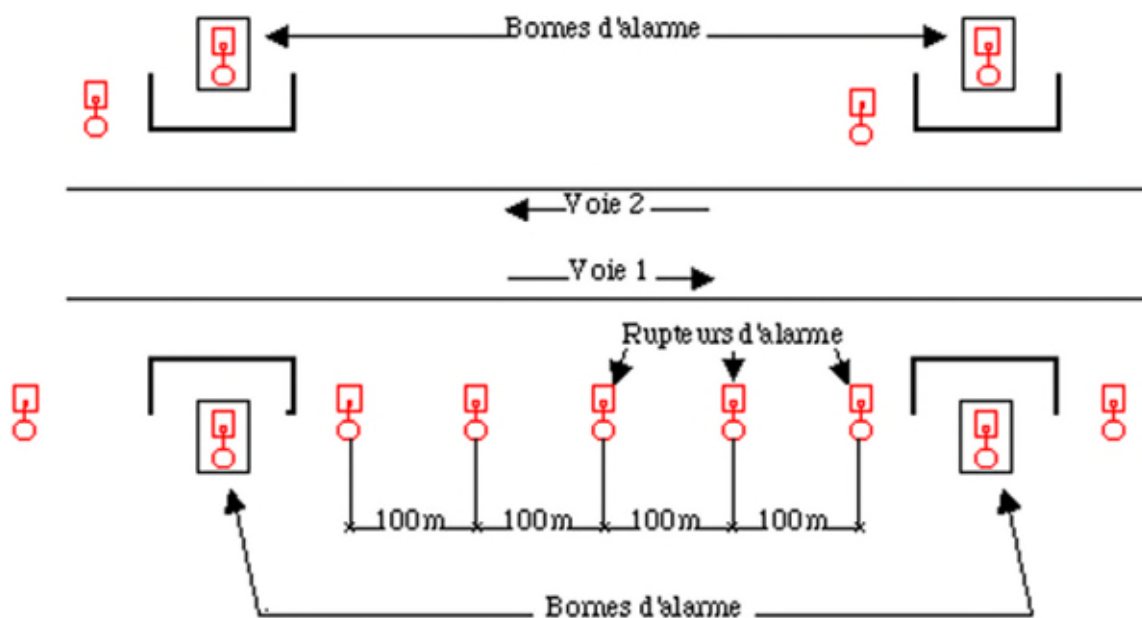 Bornes d'alarme
Voie 2
Voie 1
Rupteurs d'alarme
100m 100m 100m 100m
Bornes d'alarme